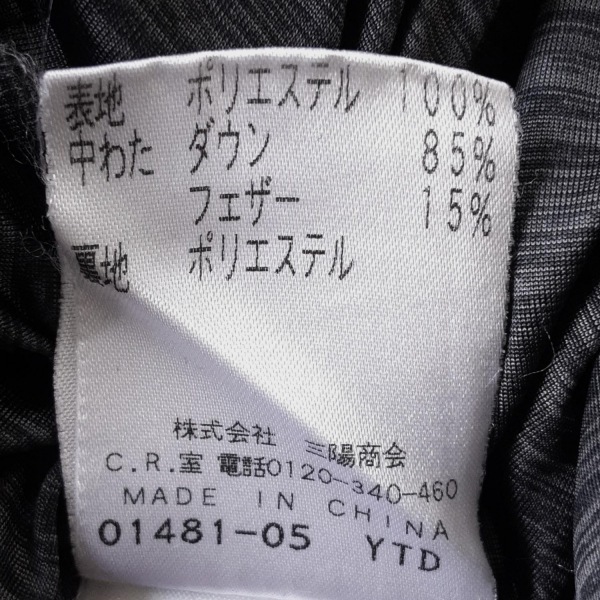 表地 ポリエステル 100%
中わた ダウン 85%
フェザー 15%
裏地 ポリエステル
株式会社 三陽商会
C.R.室 電話0120-340-460
MADE IN CHINA
01481-05 YTD